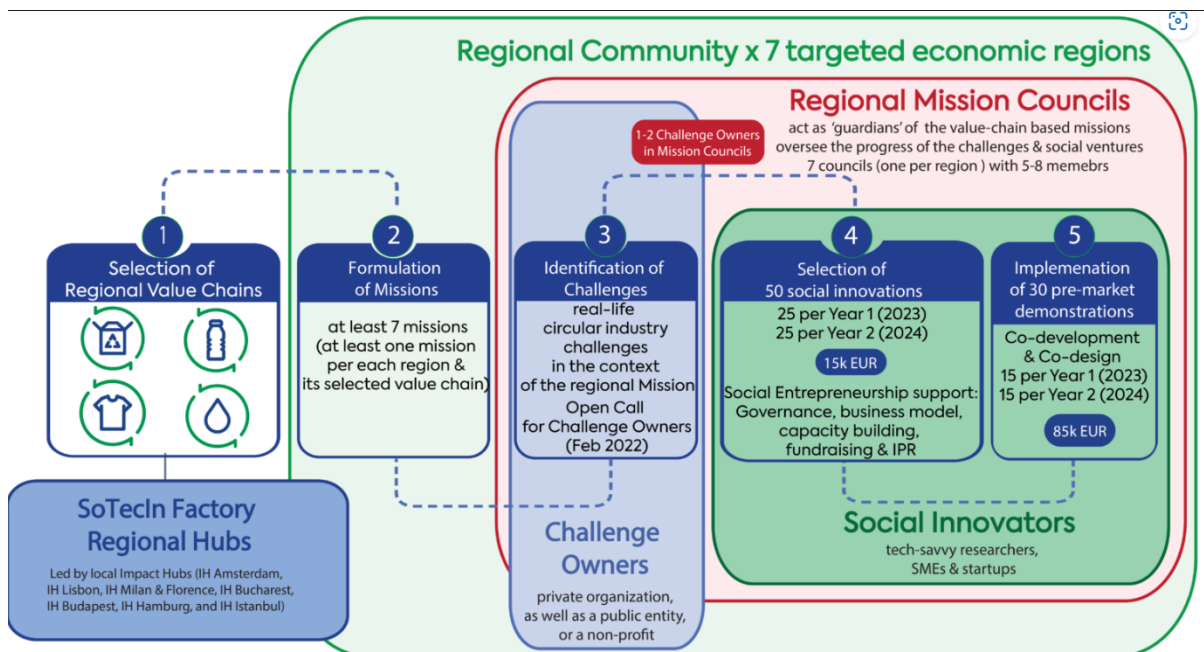 Regional Community x 7 targeted economic regions
Regional Mission Councils
act as ‘guardians’ of the value-chain based missions
oversee the progress of the challenges & social ventures
7 councils (one per region ) with 5-8 memebrs
1-2 Challenge Owners
in Mission Councils
1
Selection of
Regional Value Chains
2
Formulation
of Missions
at least 7 missions
(at least one mission
per each region &
its selected value chain)
3
Identification of
Challenges
real-life
circular industry
challenges
in the context
of the regional Mission
Open Call
for Challenge Owners
(Feb 2022)
4
Selection of
50 social innovations
25 per Year 1 (2023)
25 per Year 2 (2024)
15k EUR
Social Entrepreneurship support:
Governance, business model,
capacity building,
fundraising & IPR
5
Implemenation
of 30 pre-market
demonstrations
Co-development
& Co-design
15 per Year 1 (2023)
15 per Year 2 (2024)
85k EUR
SoTecIn Factory
Regional Hubs
Led by local Impact Hubs (IH Amsterdam,
IH Lisbon, IH Milan & Florence, IH Bucharest,
IH Budapest, IH Hamburg, and IH Istanbul)
Challenge
Owners
private organization,
as well as a public entity,
or a non-profit
Social Innovators
tech-savvy researchers,
SMEs & startups